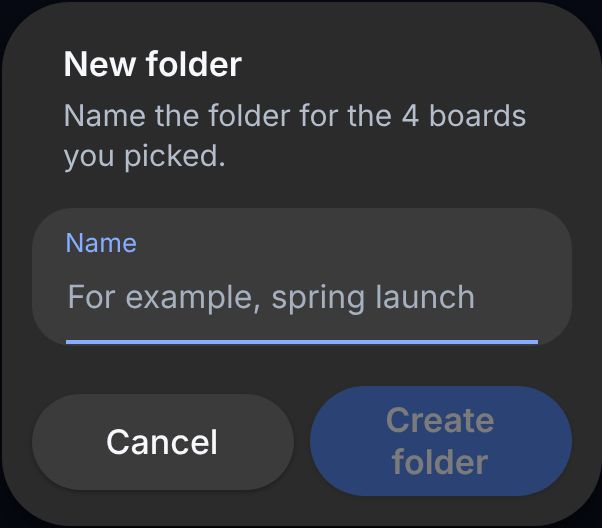 New folder
Name the folder for the 4 boards
you picked.
Name
For example, spring launch
Cancel
Create
folder